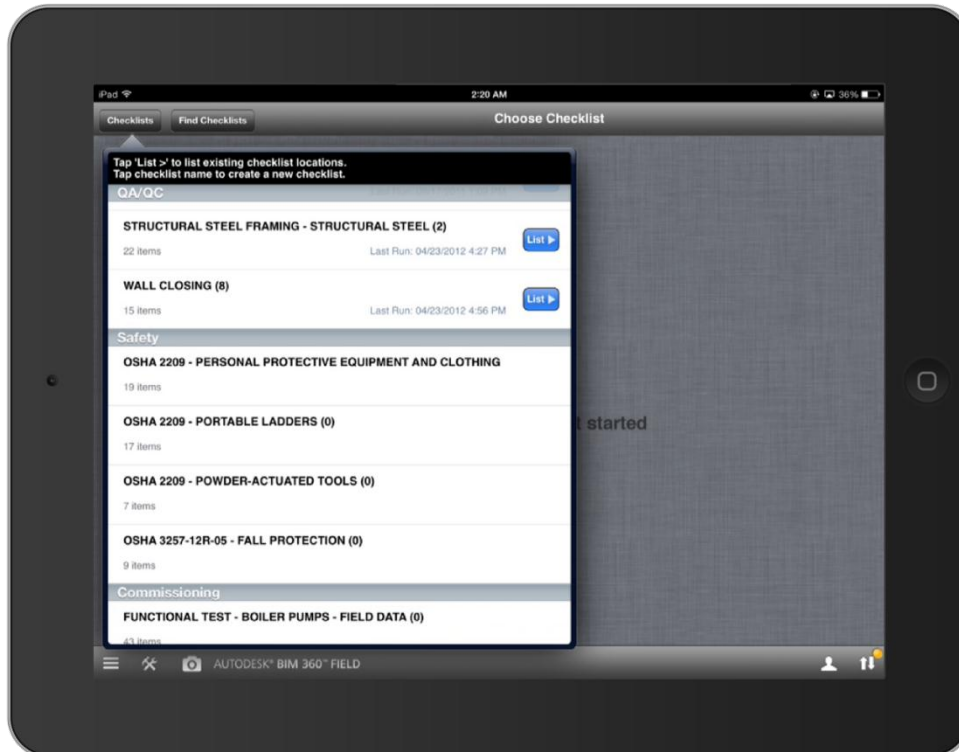 iPad
2:20 AM
36%
Checklists
Find Checklists
Choose Checklist
Tap 'List >' to list existing checklist locations.
Tap checklist name to create a new checklist.
QA/QC
STRUCTURAL STEEL FRAMING - STRUCTURAL STEEL (2)
22 items
Last Run: 04/23/2012 4:27 PM
List
WALL CLOSING (8)
15 items
Last Run: 04/23/2012 4:56 PM
List
Safety
OSHA 2209 - PERSONAL PROTECTIVE EQUIPMENT AND CLOTHING
19 items
OSHA 2209 - PORTABLE LADDERS (0)
17 items
OSHA 2209 - POWDER-ACTUATED TOOLS (0)
7 items
OSHA 3257-12R-05 - FALL PROTECTION (0)
9 items
Commissioning
FUNCTIONAL TEST - BOILER PUMPS - FIELD DATA (0)
43 items
started
AUTODESK® BIM 360™ FIELD